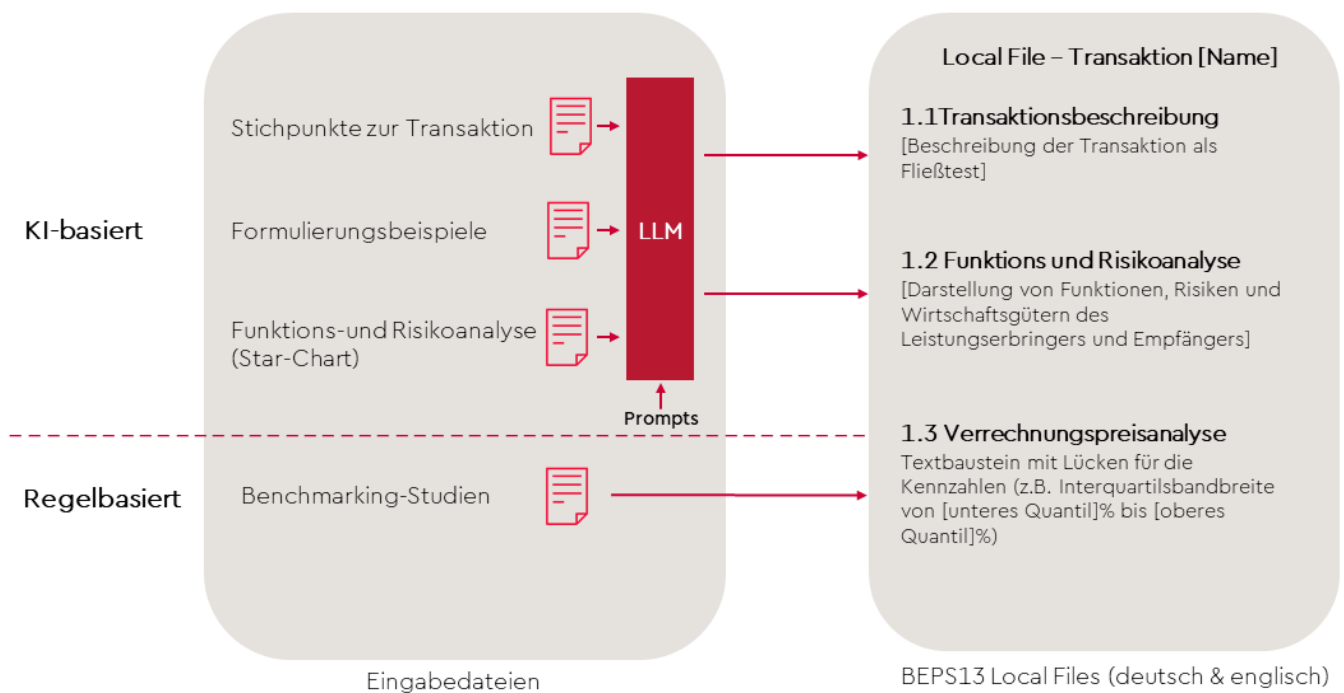 Local File – Transaktion [Name]
Stichpunkte zur Transaktion
Formulierungsbeispiele
Funktions-und Risikoanalyse
(Star-Chart)
KI-basiert
LLM
Prompts
1.1Transaktionsbeschreibung
[Beschreibung der Transaktion als
Fließtest]
1.2 Funktions und Risikoanalyse
[Darstellung von Funktionen, Risiken und
Wirtschaftsgütern des
Leistungserbringers und Empfängers]
Regelbasiert
Benchmarking-Studien
1.3 Verrechnungspreisanalyse
Textbaustein mit Lücken für die
Kennzahlen (z.B. Interquartilsbandbreite
von [unteres Quantil]% bis [oberes
Quantil]%)
Eingabedateien
BEPS13 Local Files (deutsch & englisch)